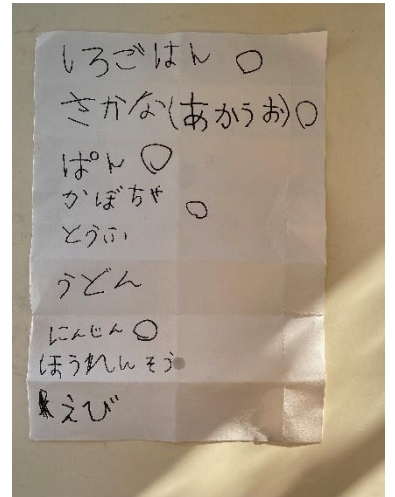 しろごはん ○
さかな(あかうお)○
ぱん ○
かぼちゃ ○
とうふ
うどん
にんじん ○
ほうれんそう
えび